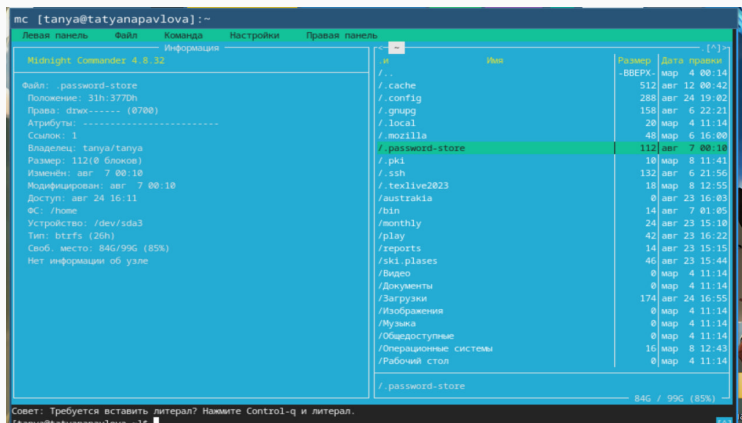 mc [tanya@tatyanapavlova]:~
Левая панель Файл Команда Настройки Правая панель
Информация
Midnight Commander 4.8.32
Файл: .password-store
Положение: 31h:377Dh
Права: drwx------ (0700)
Атрибуты: -------------------------
Ссылок: 1
Владелец: tanya/tanya
Размер: 112(0 блоков)
Изменён: авг 7 00:10
Модифицирован: авг 7 00:10
Доступ: авг 24 16:11
ФС: /home
Устройство: /dev/sda3
Тип: btrfs (26h)
Своб. место: 84G/99G (85%)
Нет информации об узле
<- ~ .[^]>
.и Имя Размер Дата правки
/.. -ВВЕРХ- мар 4 00:14
/.cache 512 авг 12 00:42
/.config 288 авг 24 19:02
/.gnupg 158 авг 6 22:21
/.local 20 мар 4 11:14
/.mozilla 48 мар 6 16:00
/.password-store 112 авг 7 00:10
/.pki 10 мар 8 11:41
/.ssh 132 авг 6 21:56
/.texlive2023 18 мар 8 12:55
/austrakia 0 авг 23 16:03
/bin 14 авг 7 01:05
/monthly 24 авг 23 15:10
/play 42 авг 23 16:22
/reports 14 авг 23 15:15
/ski.plases 46 авг 23 15:44
/Видео 0 мар 4 11:14
/Документы 0 мар 4 11:14
/Загрузки 174 авг 24 16:55
/Изображения 0 мар 4 11:14
/Музыка 0 мар 4 11:14
/Общедоступные 0 мар 4 11:14
/Операционные системы 16 мар 8 12:43
/Рабочий стол 0 мар 4 11:14
/.password-store
84G / 99G (85%)
Совет: Требуется вставить литерал? Нажмите Control-q и литерал.
[tanya@tatyanapavlova ~]$